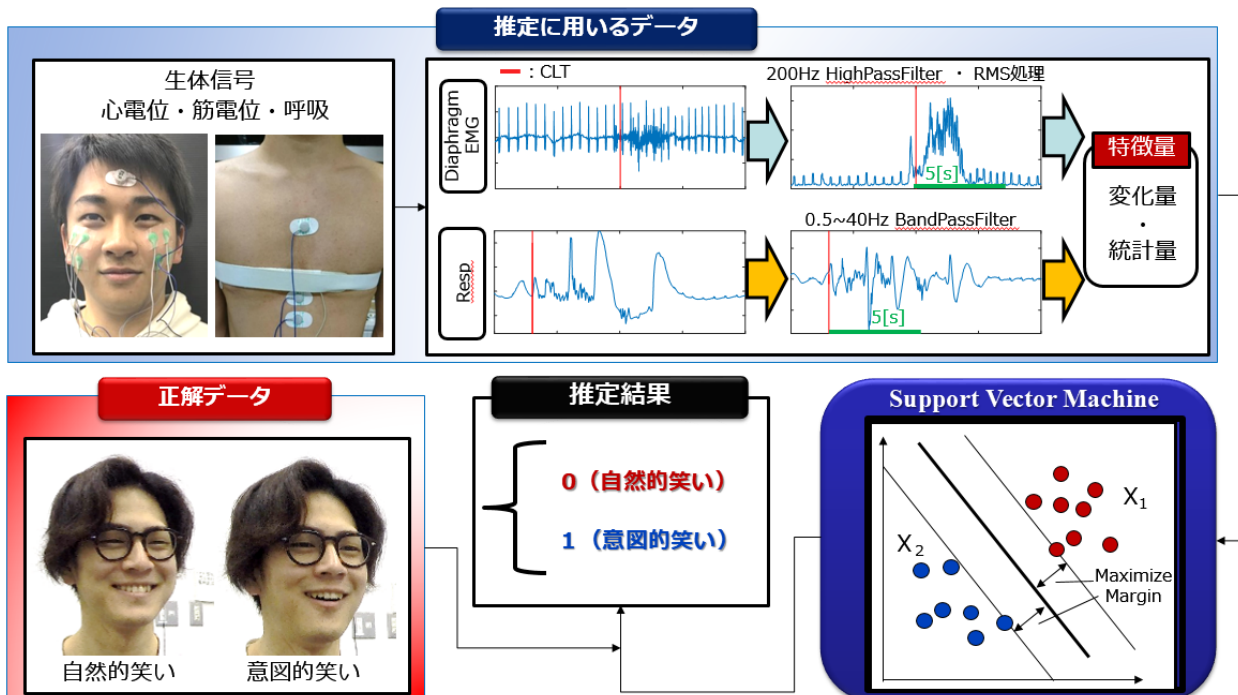 推定に用いるデータ
生体信号
心電位・筋電位・呼吸
Diaphragm
EMG
: CLT
200Hz HighPassFilter ・ RMS処理
5[s]
Resp
0.5~40Hz BandPassFilter
5[s]
特徴量
変化量
・
統計量
正解データ
自然的笑い
意図的笑い
推定結果
0（自然的笑い）
1（意図的笑い）
Support Vector Machine
X1
X2
Maximize
Margin